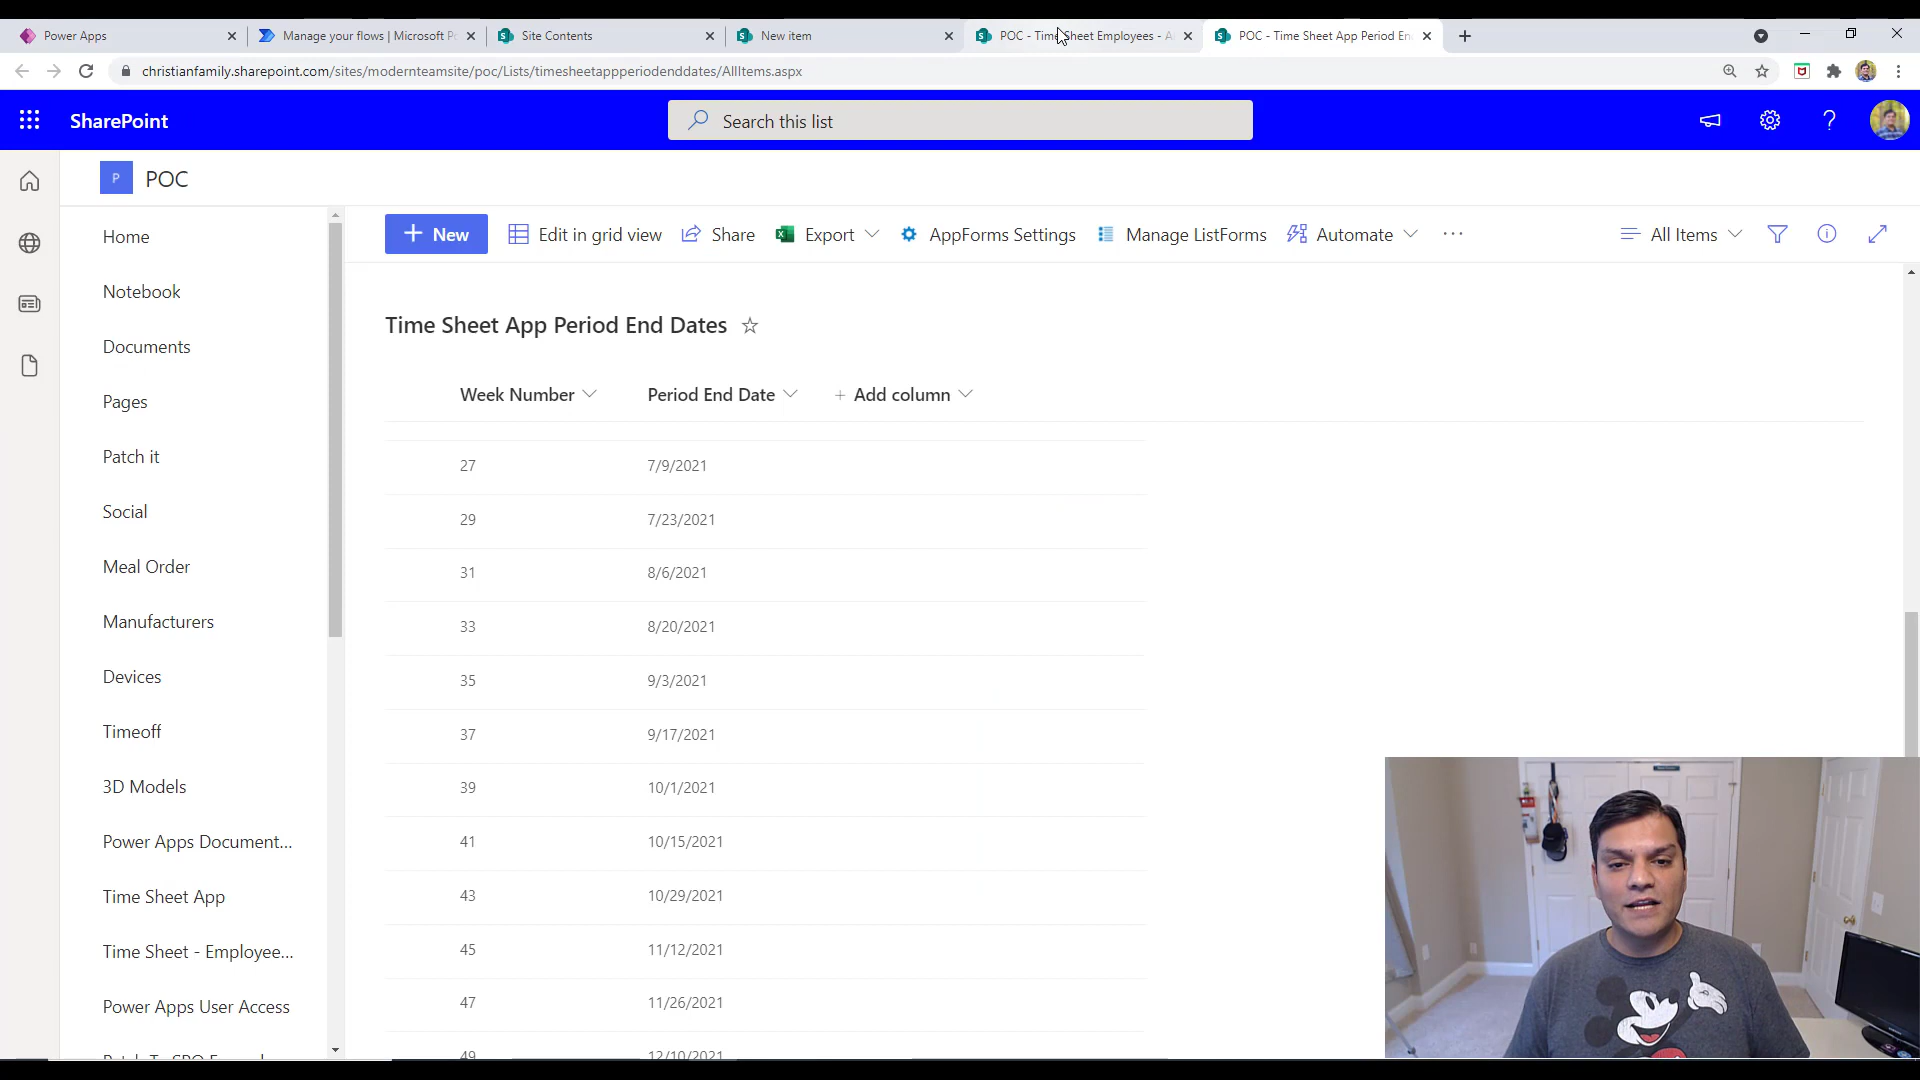 Power Apps
Manage your flows | Microsoft Po
Site Contents
New item
POC - Time Sheet Employees - A
POC - Time Sheet App Period En
christianfamily.sharepoint.com/sites/modernteamsite/poc/Lists/timesheetappperiodenddates/AllItems.aspx
SharePoint
Search this list
P
POC
Home
Notebook
Documents
Pages
Patch it
Social
Meal Order
Manufacturers
Devices
Timeoff
3D Models
Power Apps Document...
Time Sheet App
Time Sheet - Employee...
Power Apps User Access
New
Edit in grid view
Share
Export
AppForms Settings
Manage ListForms
Automate
All Items
Time Sheet App Period End Dates
Week Number Period End Date + Add column
27 7/9/2021
29 7/23/2021
31 8/6/2021
33 8/20/2021
35 9/3/2021
37 9/17/2021
39 10/1/2021
41 10/15/2021
43 10/29/2021
45 11/12/2021
47 11/26/2021
49 12/10/2021